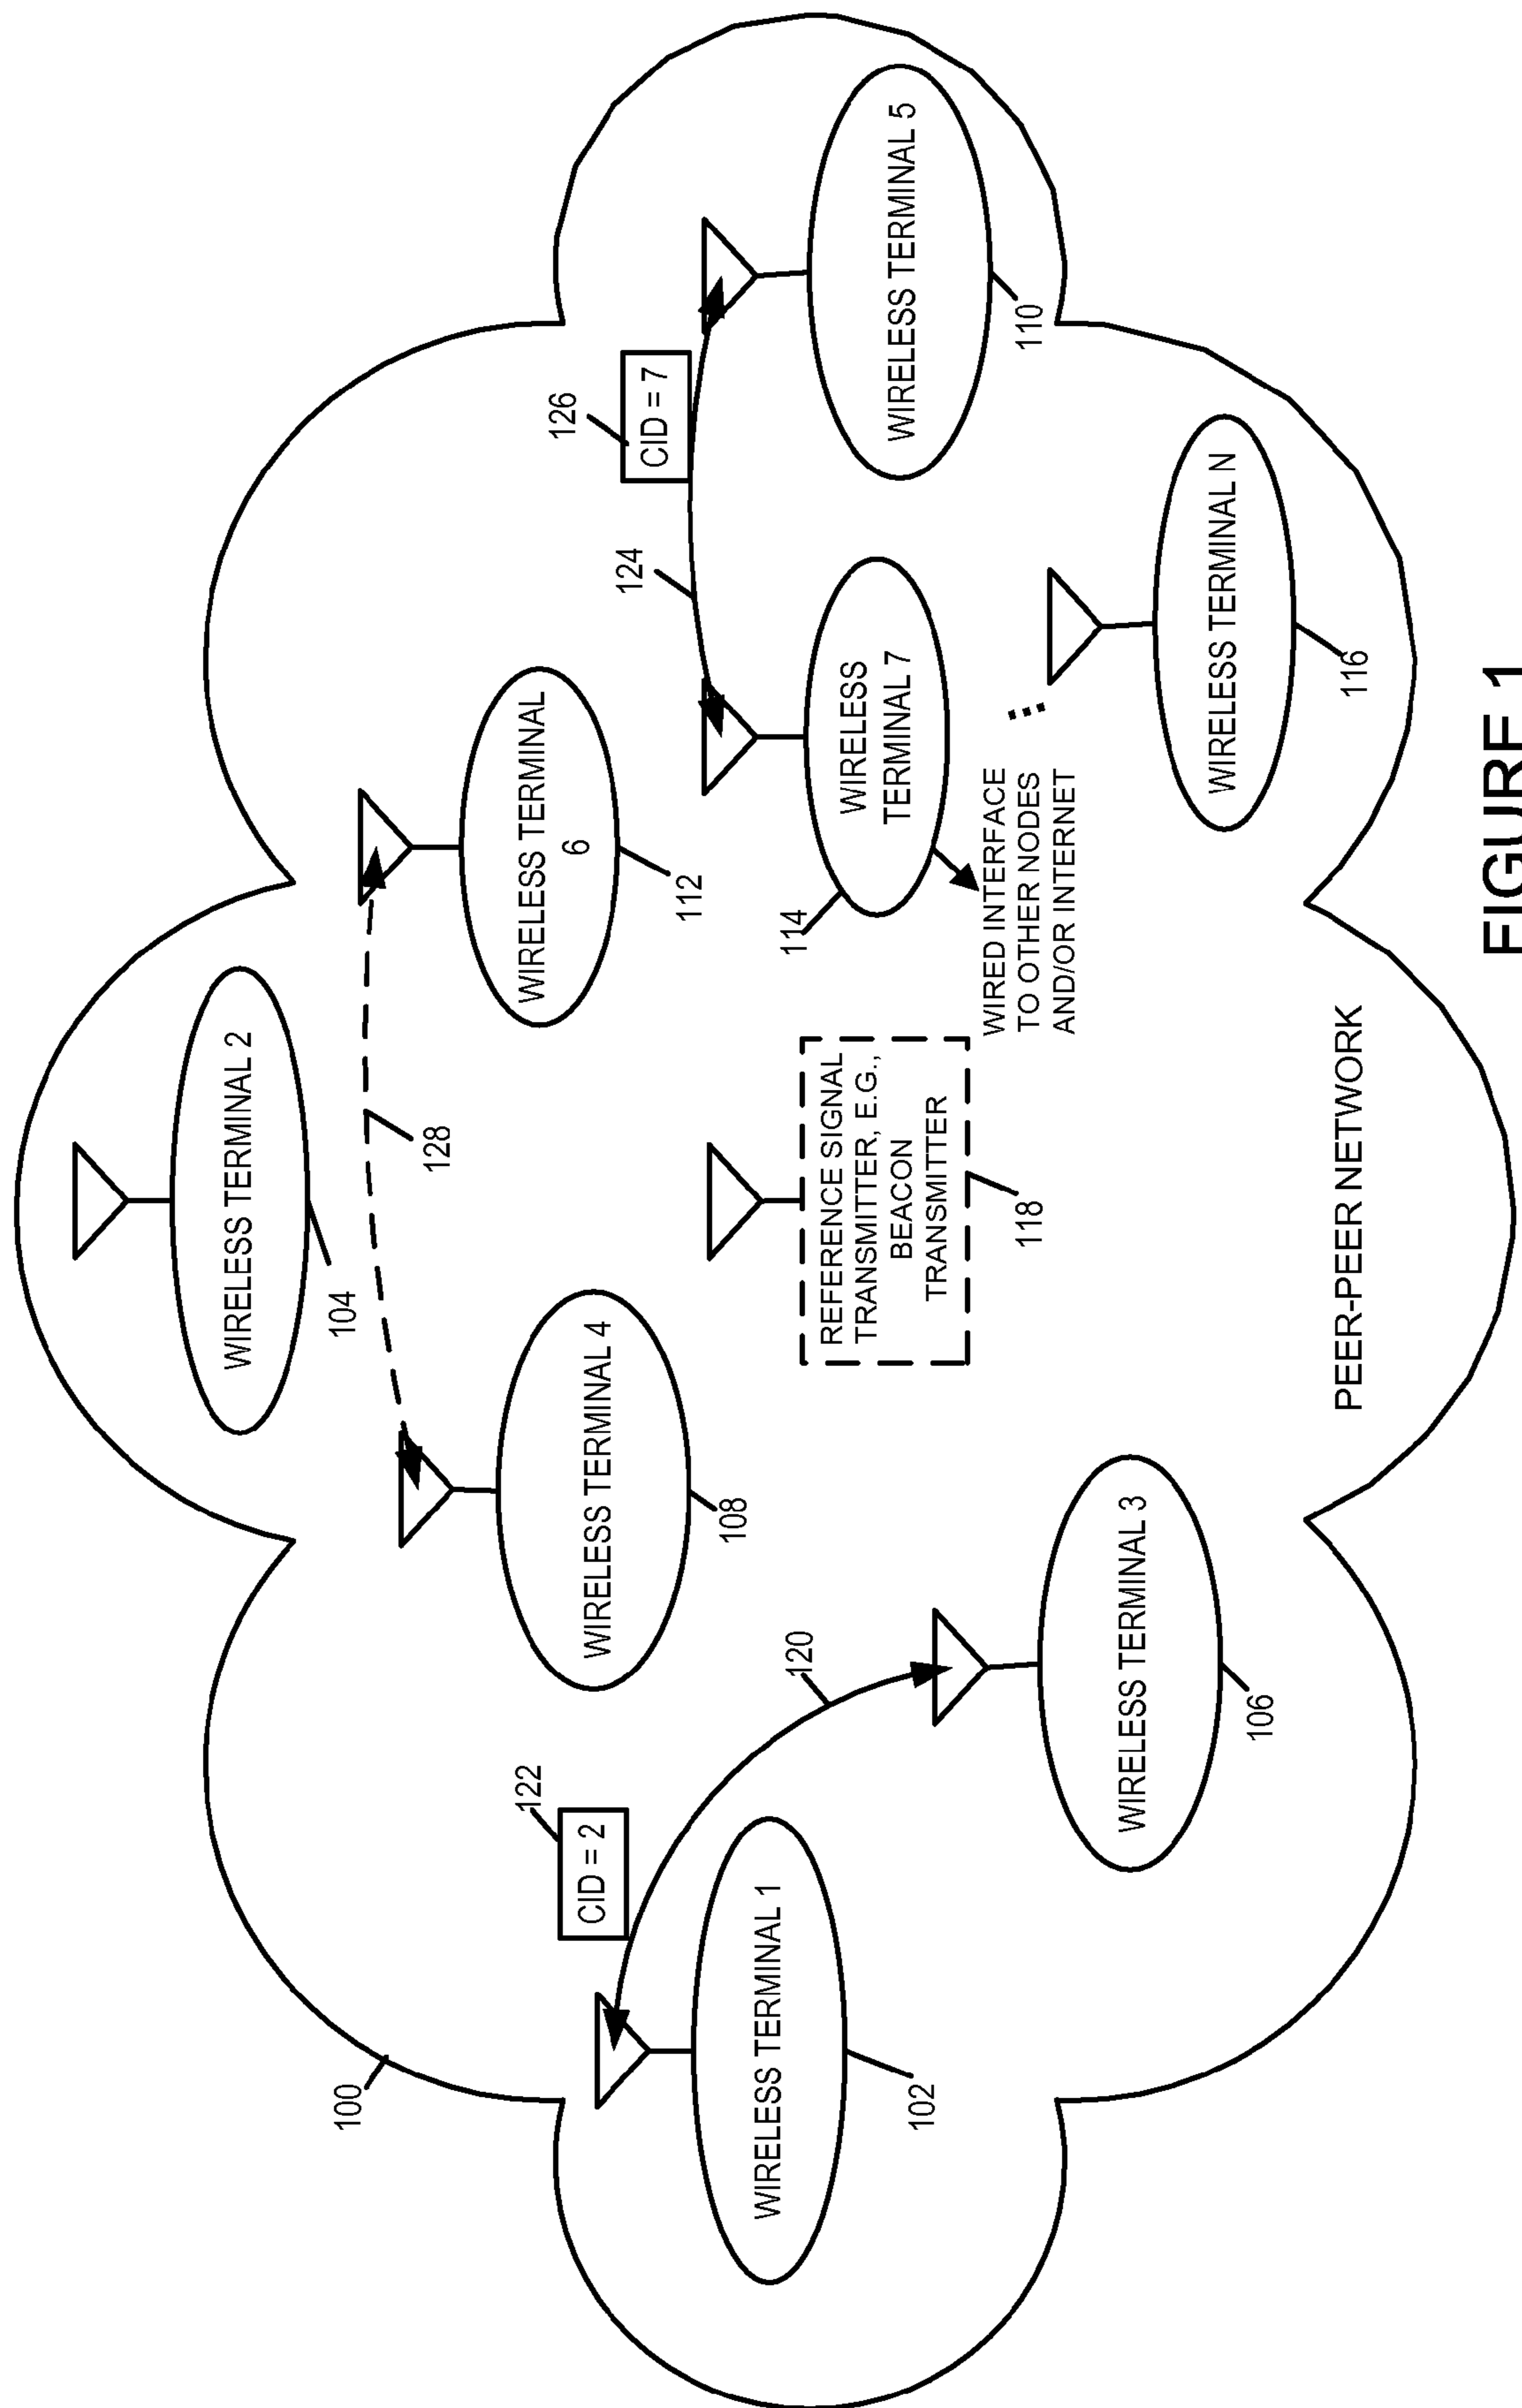 WIRELESS TERMINAL 2
104
100
128
WIRELESS TERMINAL
6
112
WIRELESS TERMINAL 4
108
122
CID = 2
126
CID = 7
124
WIRELESS TERMINAL 1
102
120
REFERENCE SIGNAL
TRANSMITTER, E.G.,
BEACON
TRANSMITTER
118
WIRELESS
TERMINAL 7
114
WIRELESS TERMINAL 5
110
WIRED INTERFACE
TO OTHER NODES
AND/OR INTERNET
WIRELESS TERMINAL 3
106
WIRELESS TERMINAL N
116
PEER-PEER NETWORK
FIGURE 1